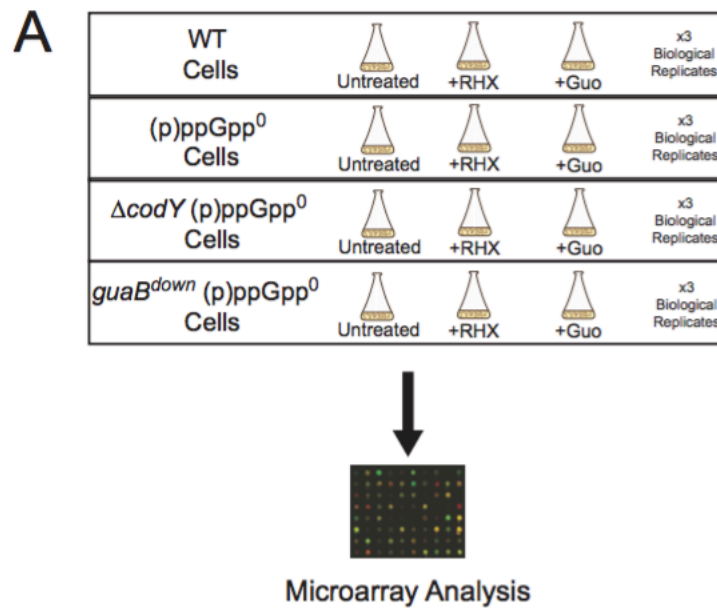 A
WT
Cells
Untreated
+RHX
+Guo
x3
Biological
Replicates
(p)ppGpp⁰
Cells
Untreated
+RHX
+Guo
x3
Biological
Replicates
ΔcodY (p)ppGpp⁰
Cells
Untreated
+RHX
+Guo
x3
Biological
Replicates
guaBᵈᵒʷⁿ (p)ppGpp⁰
Cells
Untreated
+RHX
+Guo
x3
Biological
Replicates
Microarray Analysis